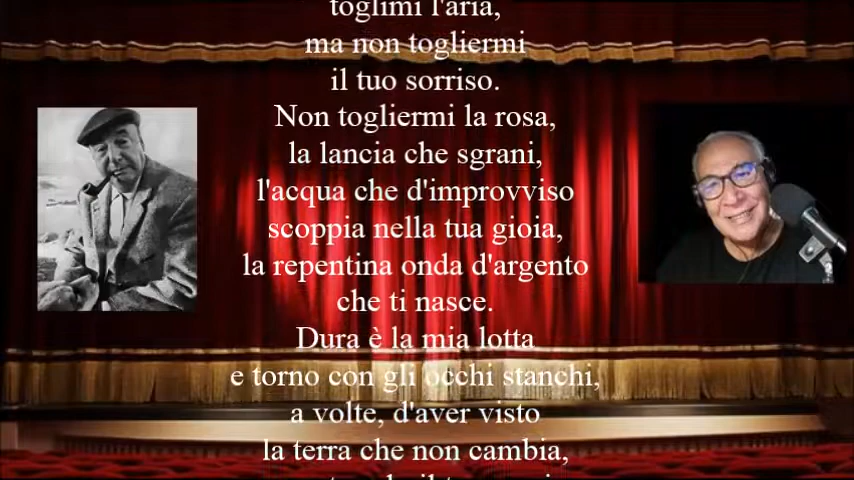 toglimi l'aria,
ma non togliermi
il tuo sorriso.
Non togliermi la rosa,
la lancia che sgrani,
l'acqua che d'improvviso
scoppia nella tua gioia,
la repentina onda d'argento
che ti nasce.
Dura è la mia lotta
e torno con gli occhi stanchi,
a volte, d'aver visto
la terra che non cambia,